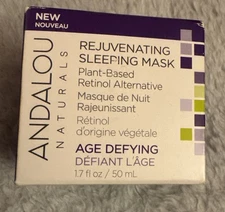 NEW
NOUVEAU
ANDALOU
NATURALS
REJUVENATING
SLEEPING MASK
Plant-Based
Retinol Alternative
Masque de Nuit
Rajeunissant
Rétinol
d'origine végétale
AGE DEFYING
DÉFIANT L'ÂGE
1.7 fl oz / 50 mL